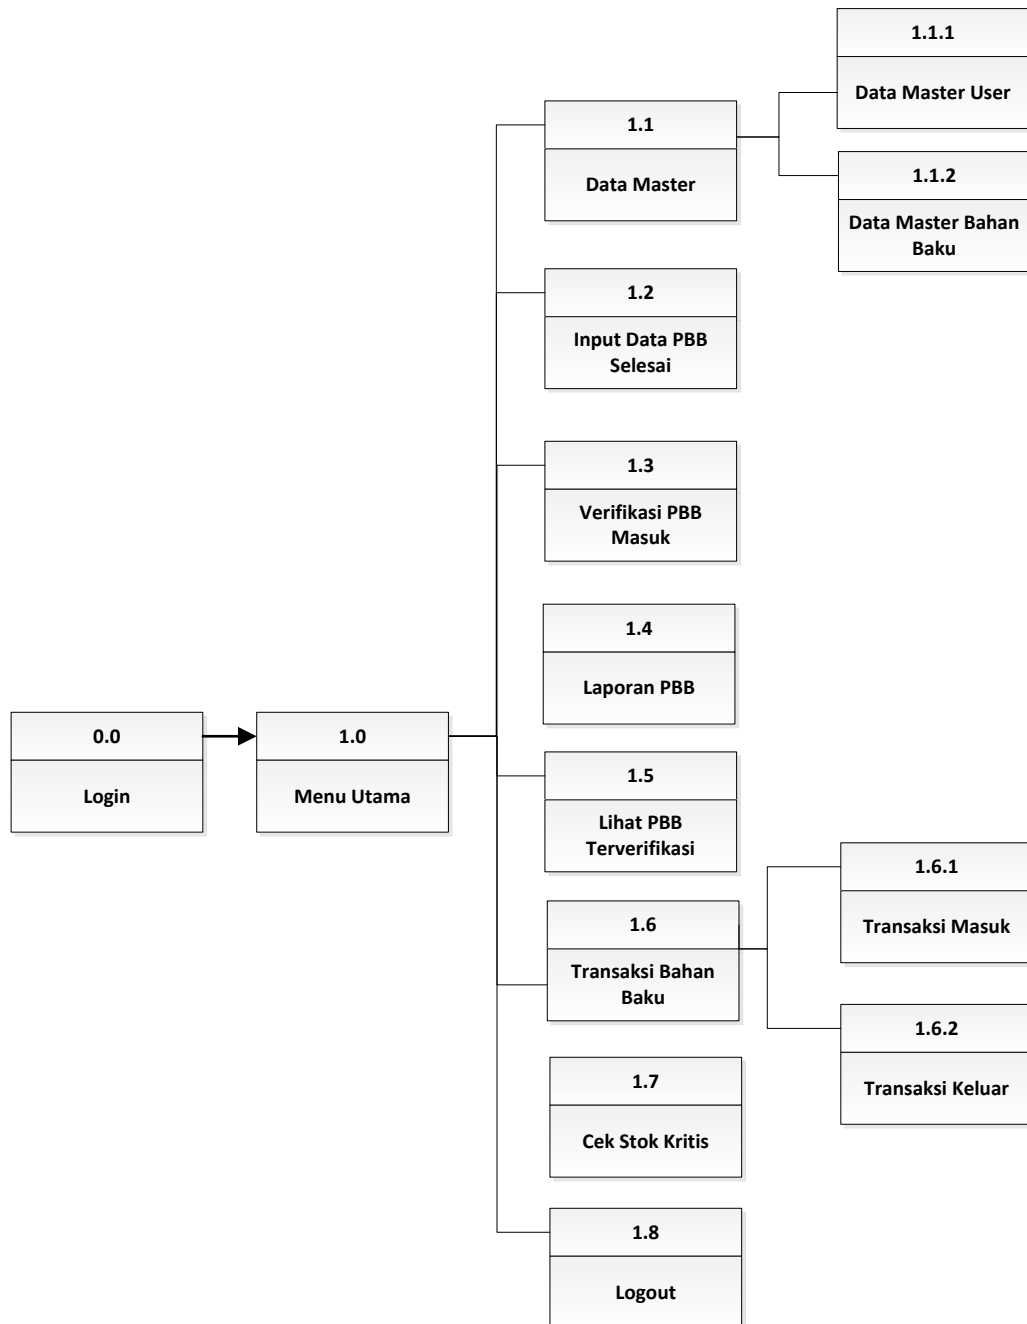 0.0
Login
1.0
Menu Utama
1.1
Data Master
1.1.1
Data Master User
1.1.2
Data Master Bahan
Baku
1.2
Input Data PBB
Selesai
1.3
Verifikasi PBB
Masuk
1.4
Laporan PBB
1.5
Lihat PBB
Terverifikasi
1.6
Transaksi Bahan
Baku
1.6.1
Transaksi Masuk
1.6.2
Transaksi Keluar
1.7
Cek Stok Kritis
1.8
Logout